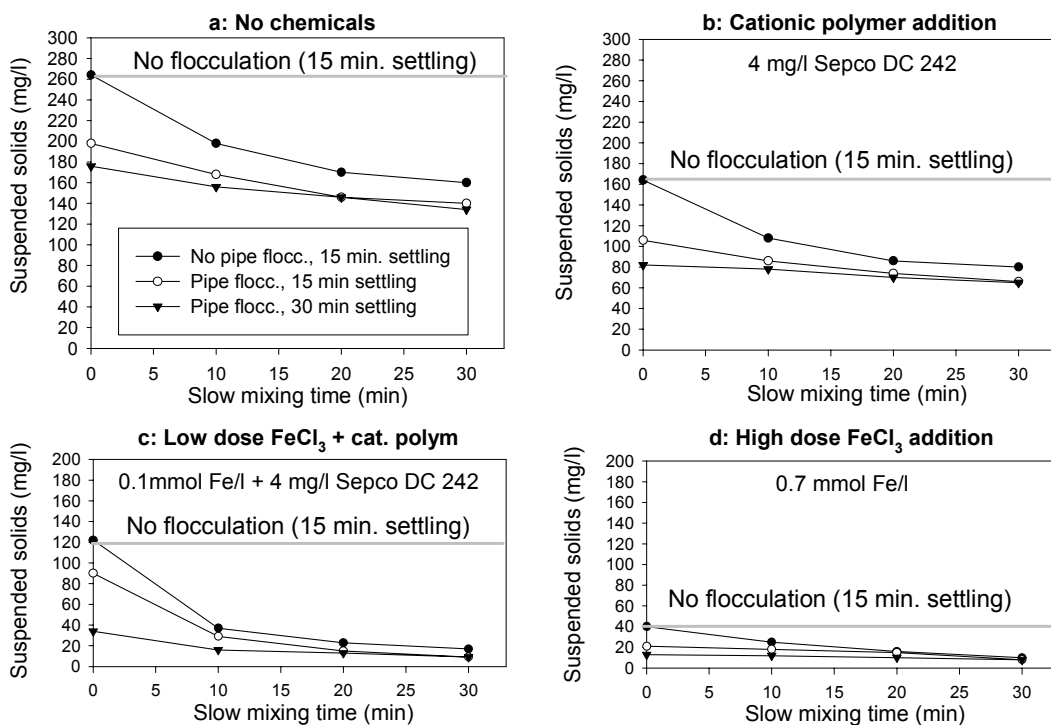 a: No chemicals
Suspended solids (mg/l)
300
280
260
240
220
200
180
160
140
120
100
80
60
40
20
0
No flocculation (15 min. settling)
No pipe flocc., 15 min. settling
Pipe flocc., 15 min settling
Pipe flocc., 30 min settling
0 5 10 15 20 25 30
Slow mixing time (min)
b: Cationic polymer addition
Suspended solids (mg/l)
300
280
260
240
220
200
180
160
140
120
100
80
60
40
20
0
4 mg/l Sepco DC 242
No flocculation (15 min. settling)
0 5 10 15 20 25 30
Slow mixing time (min)
c: Low dose FeCl3 + cat. polym
Suspended solids (mg/l)
200
180
160
140
120
100
80
60
40
20
0
0.1mmol Fe/l + 4 mg/l Sepco DC 242
No flocculation (15 min. settling)
0 5 10 15 20 25 30
Slow mixing time (min)
d: High dose FeCl3 addition
Suspended solids (mg/l)
200
180
160
140
120
100
80
60
40
20
0
0.7 mmol Fe/l
No flocculation (15 min. settling)
0 5 10 15 20 25 30
Slow mixing time (min)